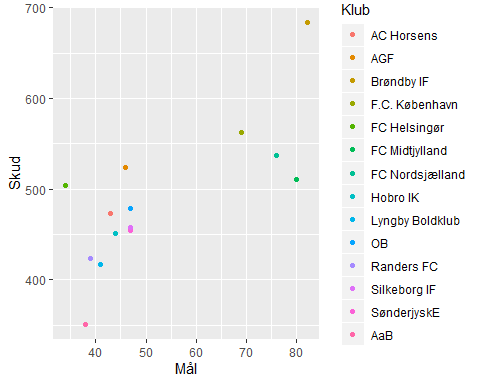 Skud
700
600
500
400
40
50
60
70
80
Mål
Klub
AC Horsens
AGF
Brøndby IF
F.C. København
FC Helsingør
FC Midtjylland
FC Nordsjælland
Hobro IK
Lyngby Boldklub
OB
Randers FC
Silkeborg IF
SønderjyskE
AaB